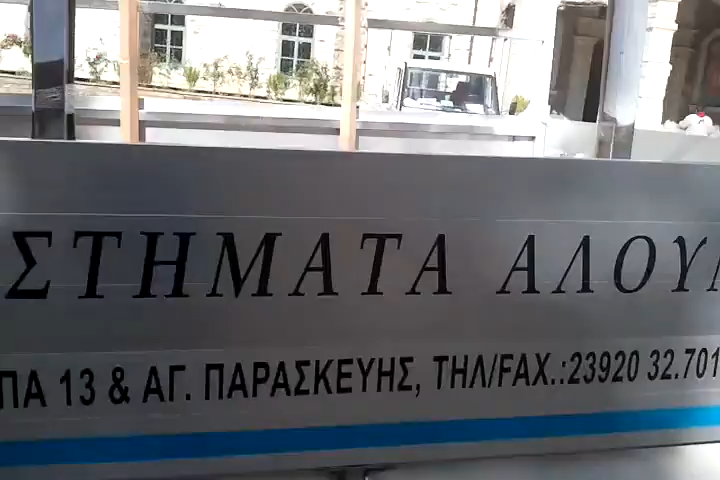 ΣΤΗΜΑΤΑ ΑΛΟΥ
ΠΑ 13 & ΑΓ. ΠΑΡΑΣΚΕΥΗΣ, ΤΗΛ/FAX.:23920 32.701